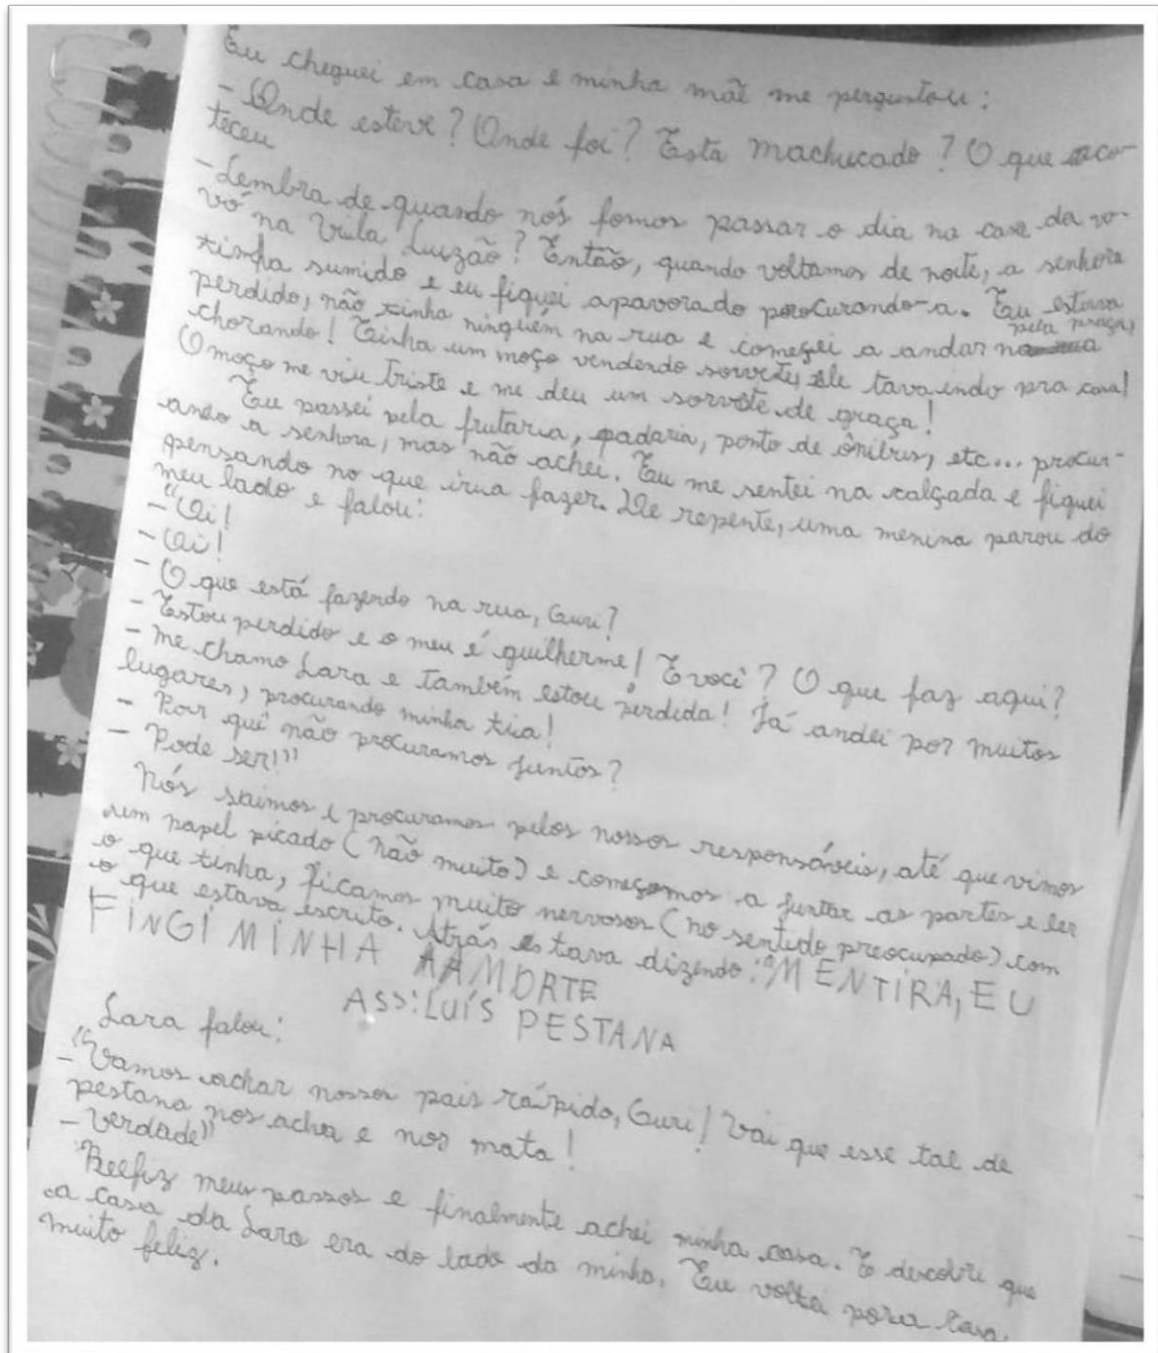 Eu cheguei em casa e minha mãe me perguntou:
- Onde esteve? Onde foi? Esta machucado? O que aco-
teceu
- Lembra de quando nós fomos passar o dia na casa da vo-
vó na Vila Luizão? Então, quando voltamos de noite, a senhora
tinha sumido e eu fiquei apavorado procurando-a. Eu estava
perdido, não tinha ninguém na rua e começei a andar pela praça,
chorando! Tinha um moço vendendo sorvete, ele tava indo pra casa!
O moço me viu triste e me deu um sorvete de graça!
Eu passei pela frutaria, padaria, ponto de ônibus, etc... procur-
ando a senhora, mas não achei. Eu me sentei na calçada e fiquei
pensando no que irua fazer. De repente, uma menina parou do
meu lado e falou:
-"Oi!
- Oi!
- O que está fazendo na rua, Guri?
- Estou perdido e o meu é guilherme! E você? O que faz aqui?
- me chamo Lara e também estou perdida! Já andei por muitos
lugares, procurando minha tia!
- Por quê não procuramos juntos?
- Pode ser!"
Nós saimos e procuramos pelos nossos responsáveis, até que vimos
um papel picado (não muito) e começamos a juntar as partes e ler
o que tinha, ficamos muito nervosos (no sentido preocupado) com
o que estava escrito. Atrás estava dizendo: "MENTIRA, EU
FINGI MINHA MORTE
ASS: LUÍS PESTANA
Lara falou:
-"Vamos achar nossos pais rápido, Guri! Vai que esse tal de
pestana nos acha e nos mata!
- Verdade"
Reefiz meus passos e finalmente achei minha casa. E descobri que
a casa da Lara era do lado da minha. Eu voltei para casa
muito feliz.